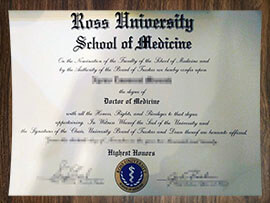 Ross University
School of Medicine
On the Nomination of the Faculty of the School of Medicine and
by the Authority of the Board of Trustees we hereby confer upon
the degree of
Doctor of Medicine
with all the Honors, Rights, and Privileges to that degree
appertaining. In Witness Whereof the Seal of the University and
the Signatures of the Chair, University Board of Trustees and Dean thereof are hereunto affixed.
Highest Honors